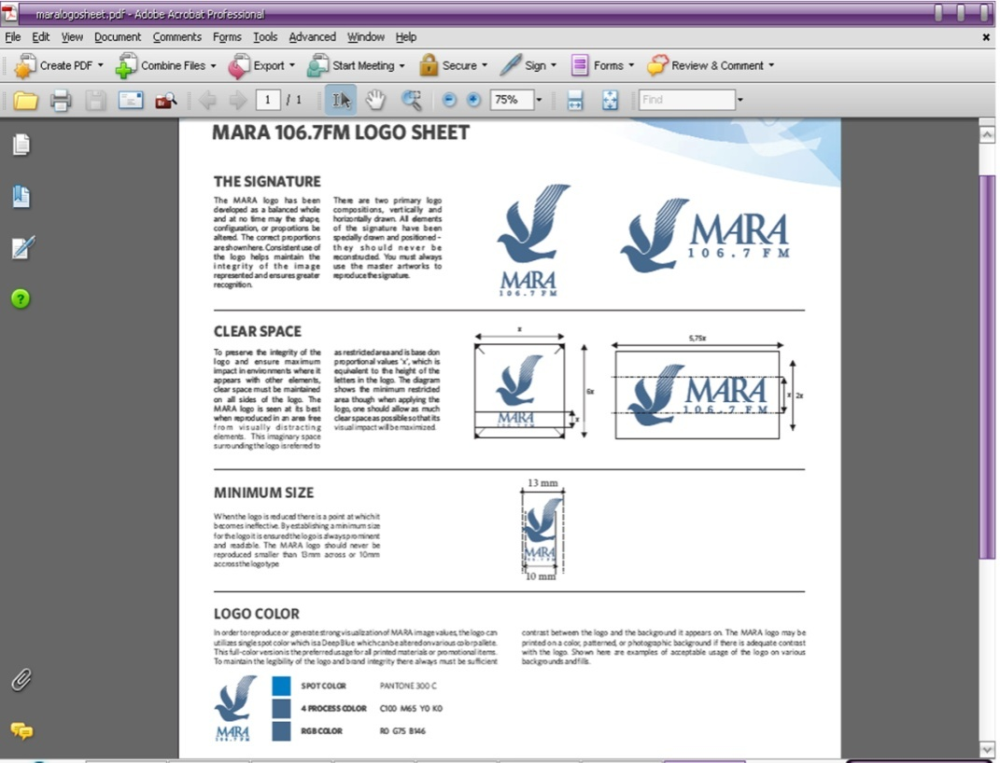 maralogosheet.pdf - Adobe Acrobat Professional
File Edit View Document Comments Forms Tools Advanced Window Help
Create PDF Combine Files Export Start Meeting Secure Sign Forms Review & Comment
1 / 1 75% Find
MARA 106.7FM LOGO SHEET
THE SIGNATURE
The MARA logo has been
developed as a balanced whole
and at no time may the shape,
configuration, or proportions be
altered. The correct proportions
are shown here. Consistent use of
the logo helps maintain the
integrity of the image
represented and ensures greater
recognition.
There are two primary logo
compositions, vertically and
horizontally drawn. All elements
of the signature have been
specially drawn and positioned -
they should never be
reconstructed. You must always
use the master artworks to
reproduce the signature.
MARA
106.7 FM
MARA
106.7 FM
CLEAR SPACE
To preserve the integrity of the
logo and ensure maximum
impact in environments where it
appears with other elements,
clear space must be maintained
on all sides of the logo. The
MARA logo is seen at its best
when reproduced in an area free
from visually distracting
elements. This imaginary space
surrounding the logo is referred to
as restricted area and is base don
proportional values 'x', which is
equivalent to the height of the
letters in the logo. The diagram
shows the minimum restricted
area though when applying the
logo, one should allow as much
clear space as possible so that its
visual impact will be maximized.
x
6x
x
MARA
106.7 FM
5,75x
MARA
106.7 FM
x 2x
MINIMUM SIZE
When the logo is reduced there is a point at which it
becomes ineffective. By establishing a minimum size
for the logo it is ensured the logo is always prominent
and readable. The MARA logo should never be
reproduced smaller than 13mm across or 10mm
accross the logotype
13 mm
MARA
10 mm
LOGO COLOR
In order to reproduce or generate strong visualization of MARA image values, the logo can
utilizes single spot color which is a Deep Blue which can be altered on various color pallete.
This full-color version is the preferred usage for all printed materials or promotional items.
To maintain the legibility of the logo and brand integrity there always must be sufficient
contrast between the logo and the background it appears on. The MARA logo may be
printed on a color, patterned, or photographic background if there is adequate contrast
with the logo. Shown here are examples of acceptable usage of the logo on various
backgrounds and fills.
MARA
106.7 FM
SPOT COLOR PANTONE 300 C
4 PROCESS COLOR C100 M65 Y0 K0
RGB COLOR R0 G75 B146